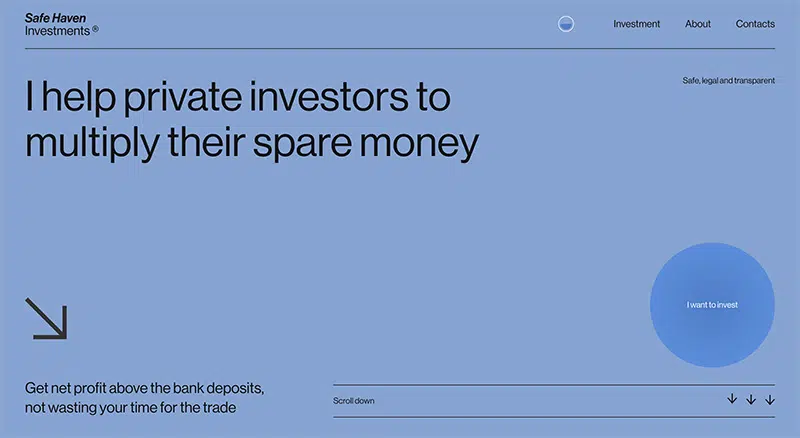 Safe Haven
Investments ®
Investment
About
Contacts
I help private investors to
multiply their spare money
Safe, legal and transparent
I want to invest
Get net profit above the bank deposits,
not wasting your time for the trade
Scroll down